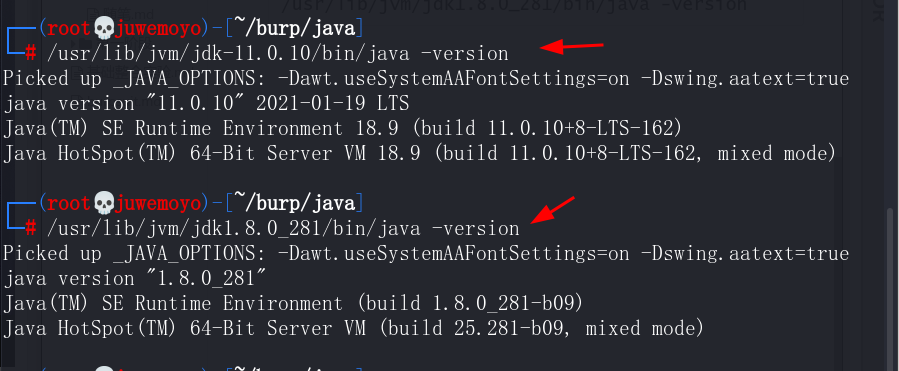 /usr/lib/jvm/jdk1.8.0_281/bin/java -version
(root💀juwemoyo)-[~/burp/java]
# /usr/lib/jvm/jdk-11.0.10/bin/java -version
Picked up _JAVA_OPTIONS: -Dawt.useSystemAAFontSettings=on -Dswing.aatext=true
java version "11.0.10" 2021-01-19 LTS
Java(TM) SE Runtime Environment 18.9 (build 11.0.10+8-LTS-162)
Java HotSpot(TM) 64-Bit Server VM 18.9 (build 11.0.10+8-LTS-162, mixed mode)
(root💀juwemoyo)-[~/burp/java]
# /usr/lib/jvm/jdk1.8.0_281/bin/java -version
Picked up _JAVA_OPTIONS: -Dawt.useSystemAAFontSettings=on -Dswing.aatext=true
java version "1.8.0_281"
Java(TM) SE Runtime Environment (build 1.8.0_281-b09)
Java HotSpot(TM) 64-Bit Server VM (build 25.281-b09, mixed mode)